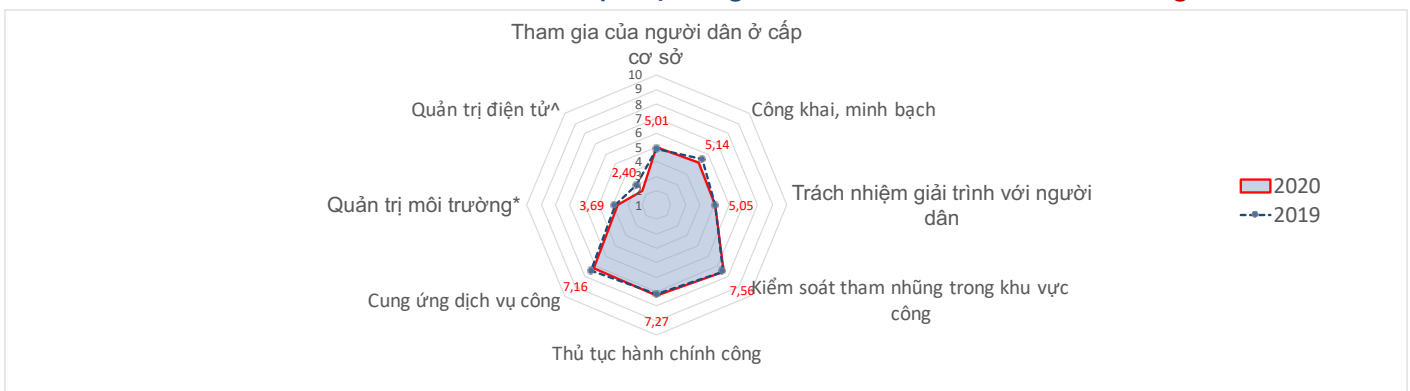 Tham gia của người dân ở cấp
cơ sở
Quản trị điện tử^
Công khai, minh bạch
10
9
8
7
6
5
4
3
2
1
5,01
5,14
2,40
Quản trị môi trường*
3,69
5,05
Trách nhiệm giải trình với người
dân
2020
2019
Cung ứng dịch vụ công
7,16
7,56
Kiểm soát tham nhũng trong khu vực
công
7,27
Thủ tục hành chính công